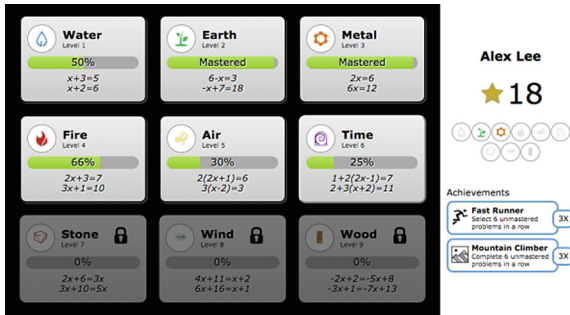 Water
Level 1
50%
x+3=5
x+2=6
Earth
Level 2
Mastered
6-x=3
-x+7=18
Metal
Level 3
Mastered
2x=6
6x=12
Fire
Level 4
66%
2x+3=7
3x+1=10
Air
Level 5
30%
2(2x+1)=6
3(x-2)=3
Time
Level 6
25%
1+2(2x-1)=7
2+3(x+2)=11
Stone
Level 7
0%
2x+6=3x
3x+10=5x
Wind
Level 8
0%
4x+11=x+2
6x+16=x+1
Wood
Level 9
0%
-2x+2=-5x+8
-3x+1=-7x+13
Alex Lee
18
Achievements
Fast Runner
Select 6 unmastered
problems in a row
3X
Mountain Climber
Complete 6 unmastered
problems in a row
3X